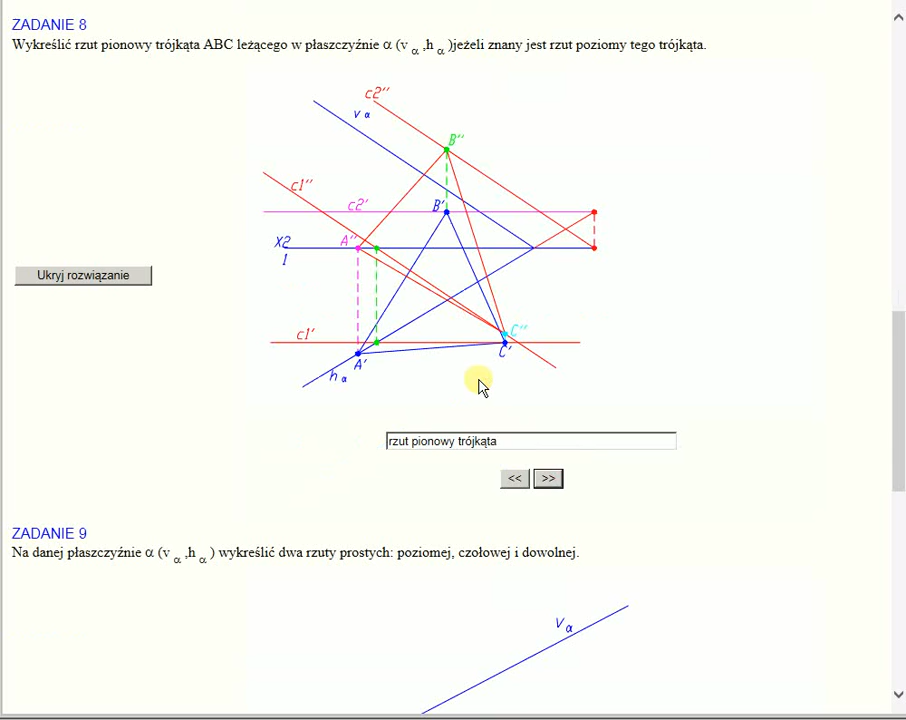 ZADANIE 8
Wykreślić rzut pionowy trójkąta ABC leżącego w płaszczyźnie α (v α ,h α )jeżeli znany jest rzut poziomy tego trójkąta.
c2''
v α
B''
c1''
c2'
B'
X2
A''
1
Ukryj rozwiązanie
c1'
C''
C'
A'
h α
rzut pionowy trójkąta
<< >>
ZADANIE 9
Na danej płaszczyźnie α (v α ,h α ) wykreślić dwa rzuty prostych: poziomej, czołowej i dowolnej.
V α